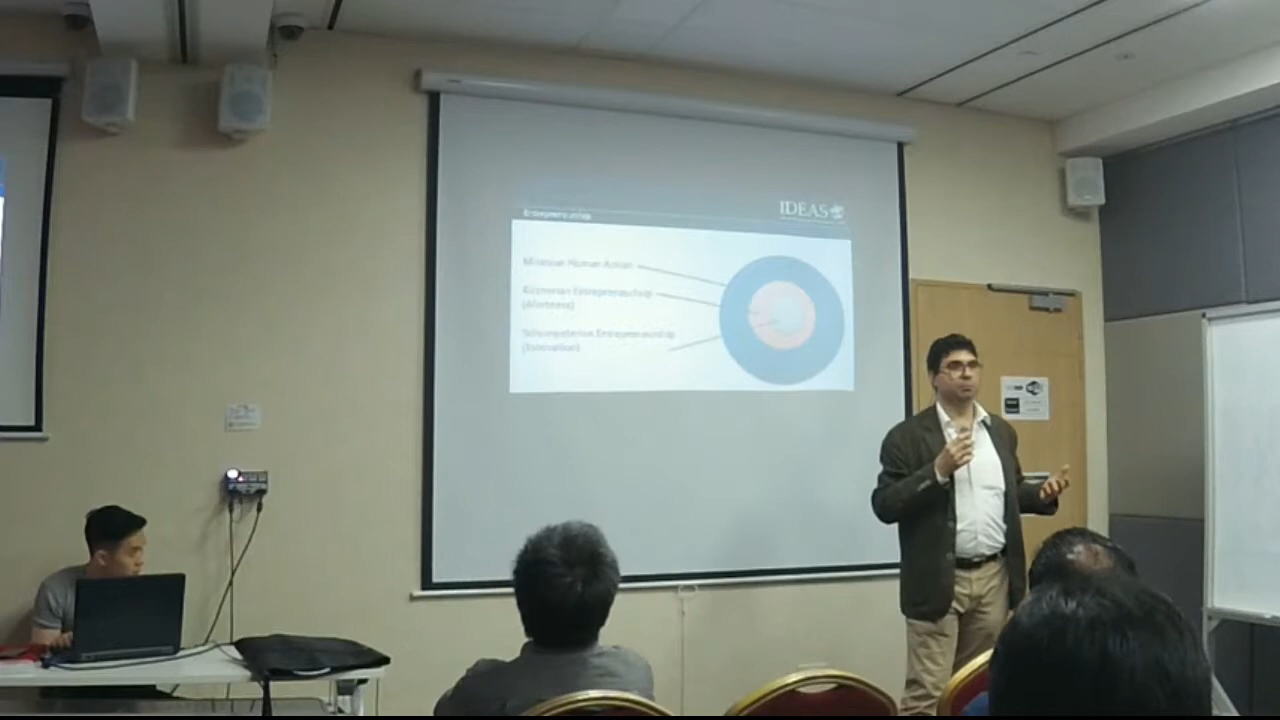 IDEAS
Entrepreneurship
Misesian Human Action
Kirznerian Entrepreneurship
(Alertness)
Schumpeterian Entrepreneurship
(Innovation)